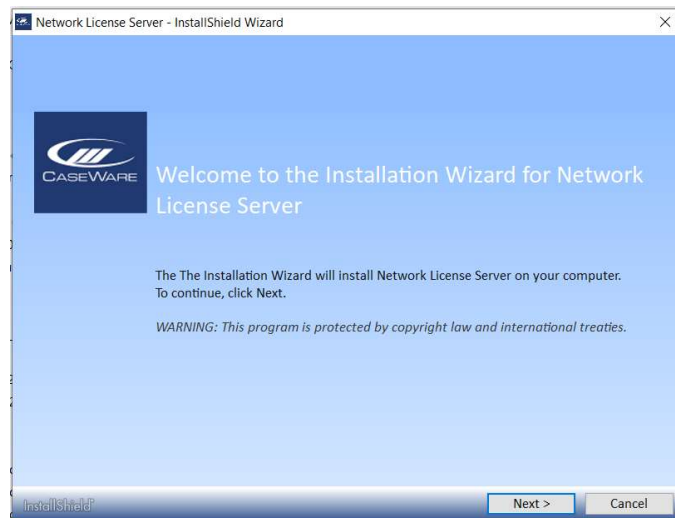 Network License Server - InstallShield Wizard
CASEWARE
Welcome to the Installation Wizard for Network
License Server
The The Installation Wizard will install Network License Server on your computer.
To continue, click Next.
WARNING: This program is protected by copyright law and international treaties.
InstallShield
Next >
Cancel